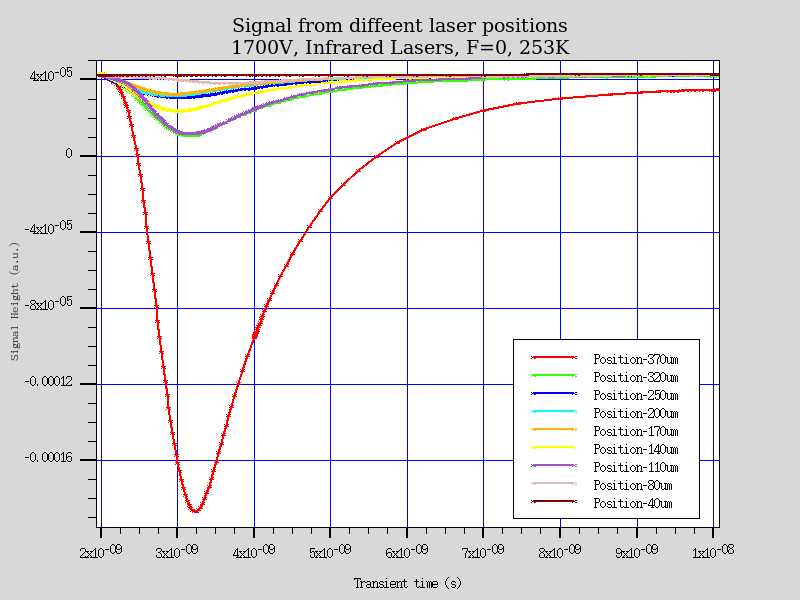 Signal from diffeent laser positions
1700V, Infrared Lasers, F=0, 253K
4x10-05
0
-4x10-05
-8x10-05
-0.00012
-0.00016
Signal Height (a.u.)
Position-370um
Position-320um
Position-250um
Position-200um
Position-170um
Position-140um
Position-110um
Position-80um
Position-40um
2x10-09 3x10-09 4x10-09 5x10-09 6x10-09 7x10-09 8x10-09 9x10-09 1x10-08
Transient time (s)